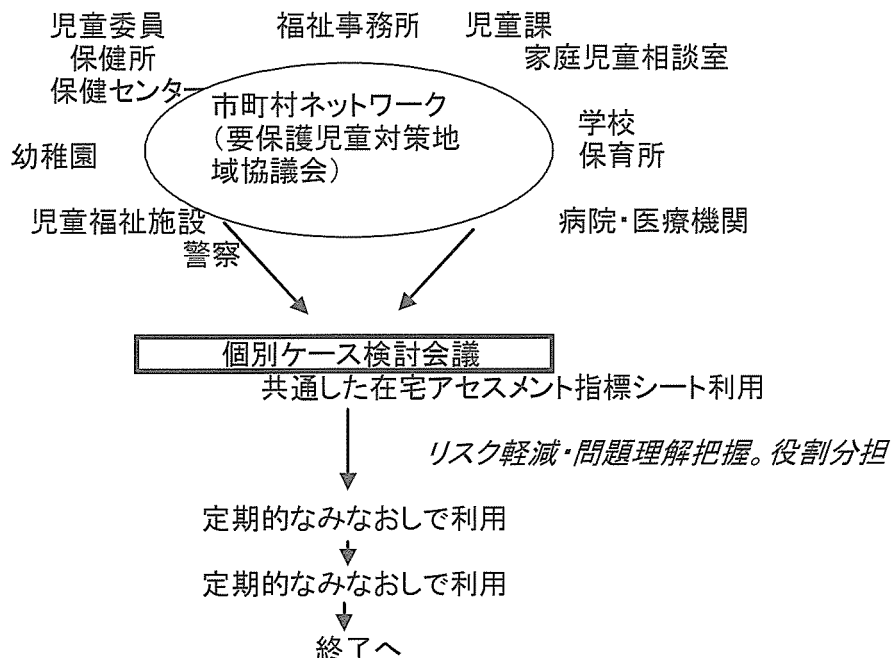 児童委員
福祉事務所
児童課
保健所
家庭児童相談室
保健センター
市町村ネットワーク
（要保護児童対策地
域協議会）
学校
保育所
幼稚園
児童福祉施設
警察
病院・医療機関
個別ケース検討会議
共通した在宅アセスメント指標シート利用
リスク軽減・問題理解把握。役割分担
定期的なみなおしで利用
定期的なみなおしで利用
終了へ